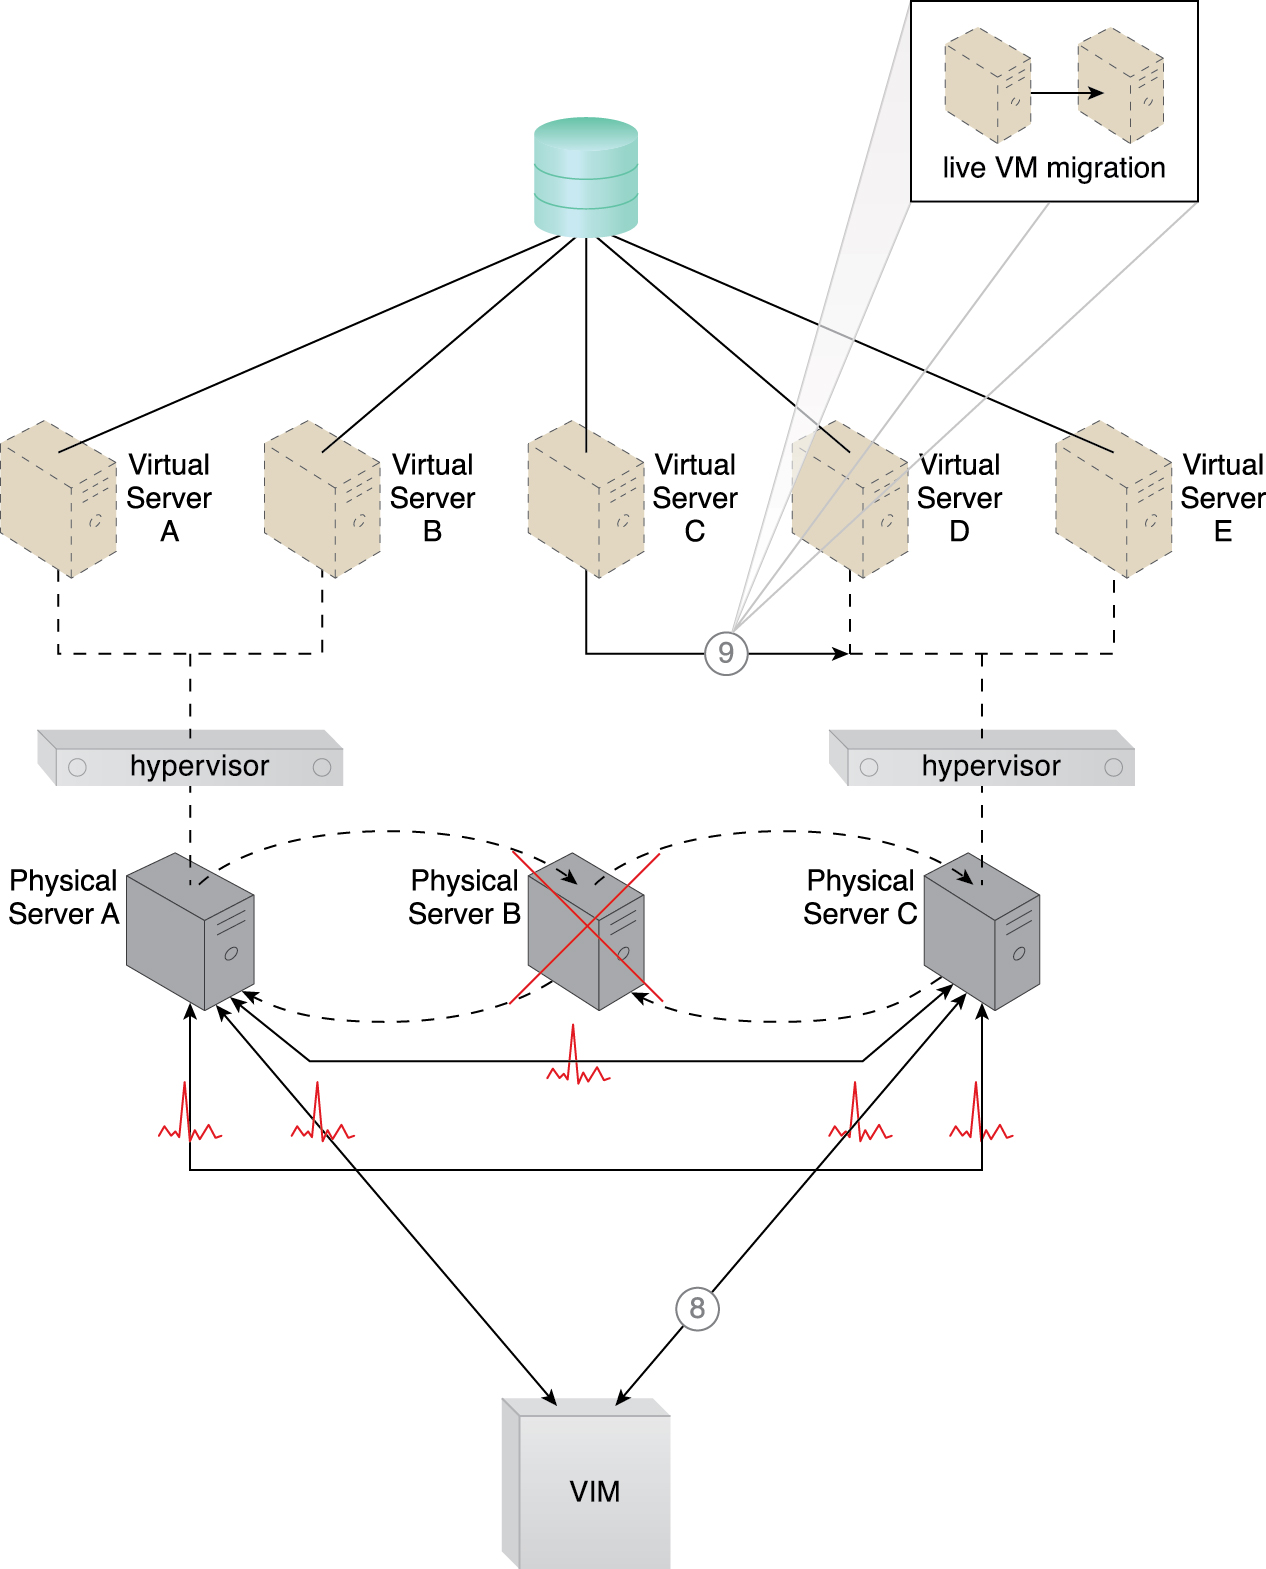 live VM migration
Virtual
Server
A
Virtual
Server
B
Virtual
Server
C
Virtual
Server
D
Virtual
Server
E
9
hypervisor
hypervisor
Physical
Server A
Physical
Server B
Physical
Server C
8
VIM